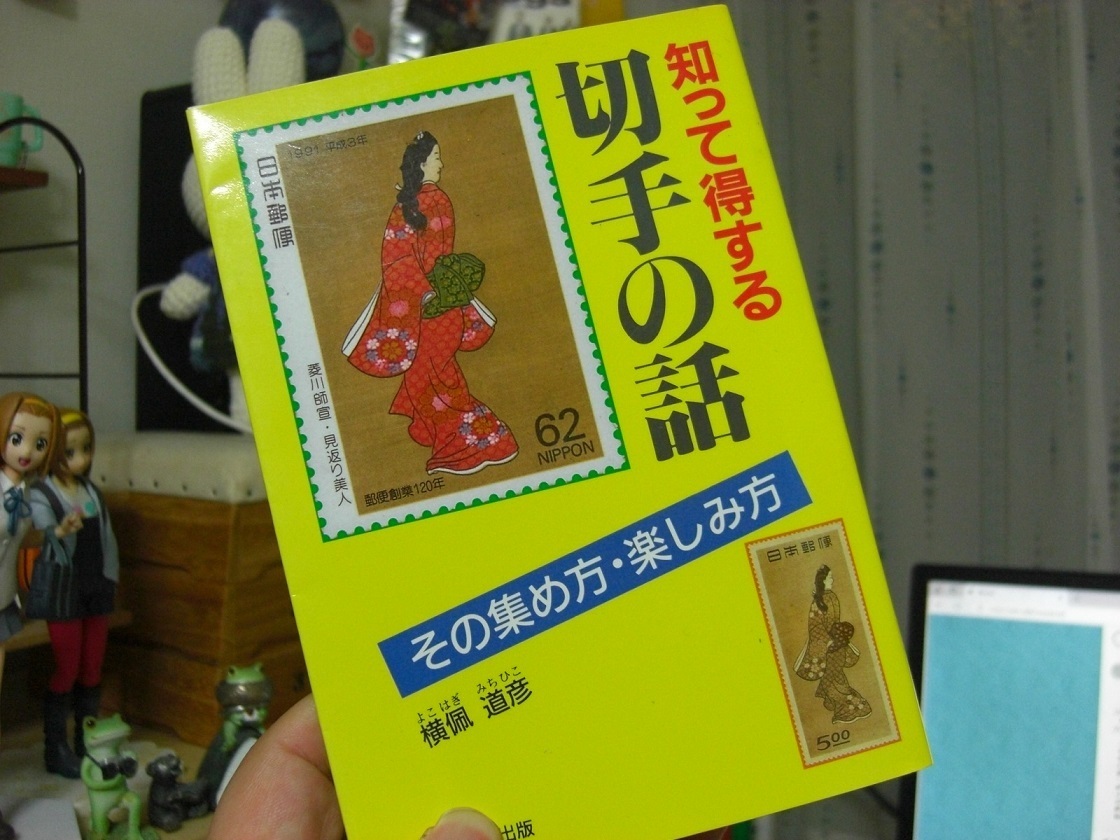 知って得する
切手の話
1991 平成3年
日本郵便
菱川師宣・見返り美人
62
NIPPON
郵便創業120年
その集め方・楽しみ方
日本郵便
500
よこはぎ みちひこ
横佩 道彦
出版